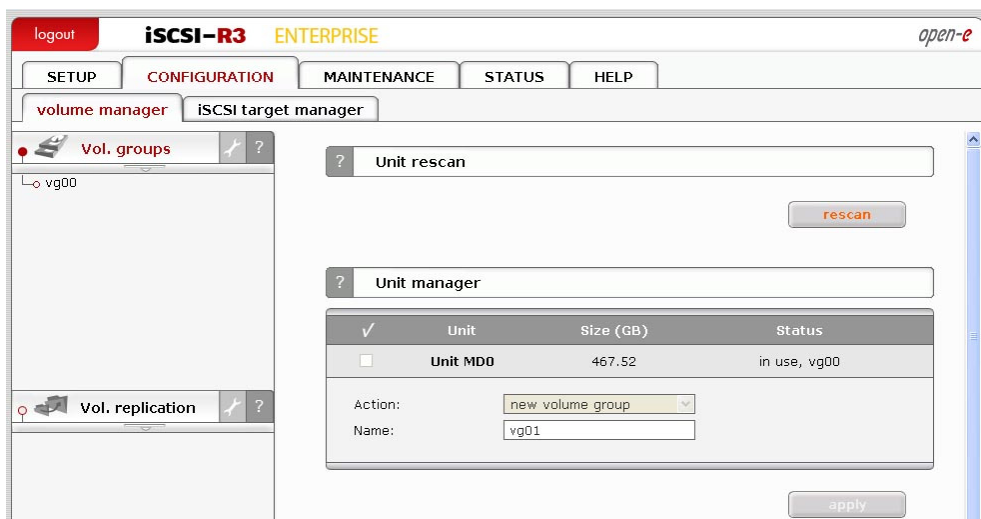 logout iSCSI-R3 ENTERPRISE open-e
SETUP CONFIGURATION MAINTENANCE STATUS HELP
volume manager iSCSI target manager
Vol. groups ?
vg00
? Unit rescan
rescan
? Unit manager
√ Unit Size (GB) Status
Unit MD0 467.52 in use, vg00
Action: new volume group
Name: vg01
Vol. replication ?
apply